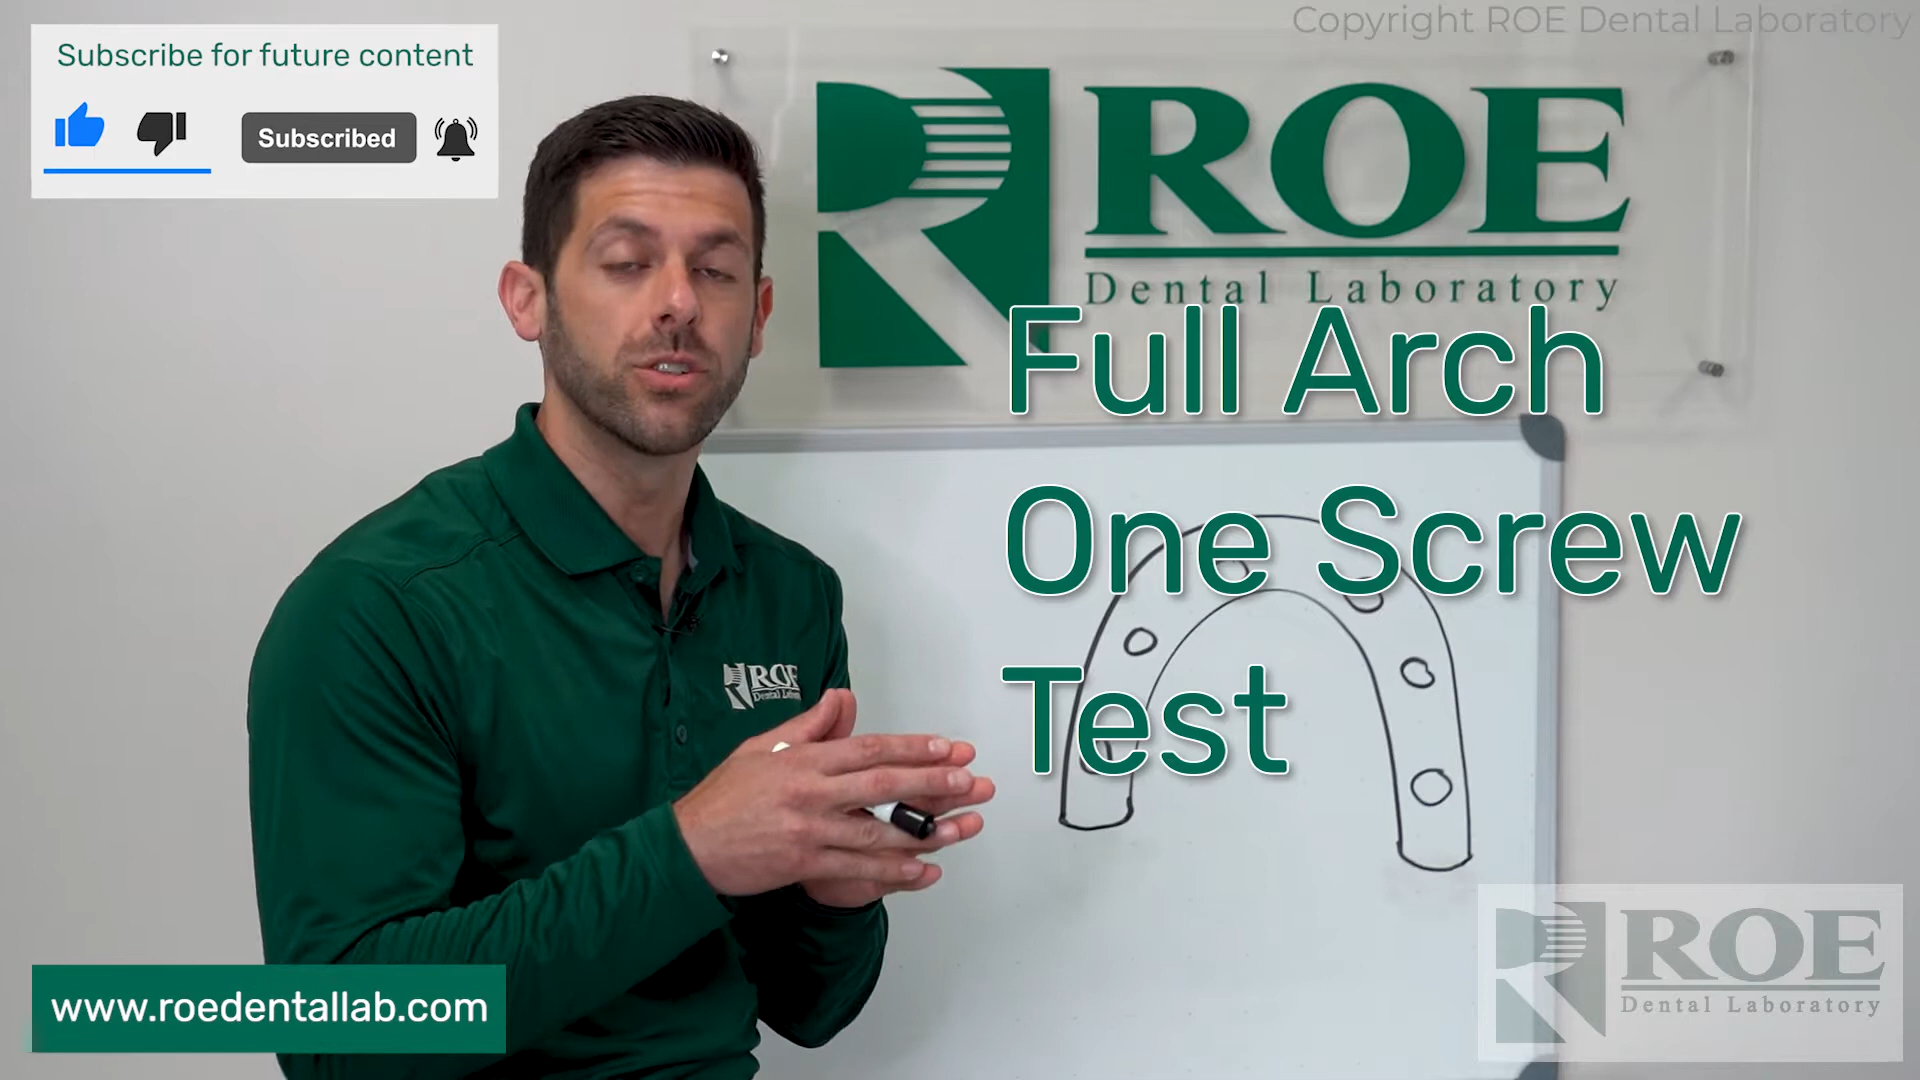 Copyright ROE Dental Laboratory
Subscribe for future content
Subscribed
ROE
Dental Laboratory
Full Arch
One Screw
Test
ROE
Dental Laboratory
www.roedentallab.com
ROE
Dental Laboratory